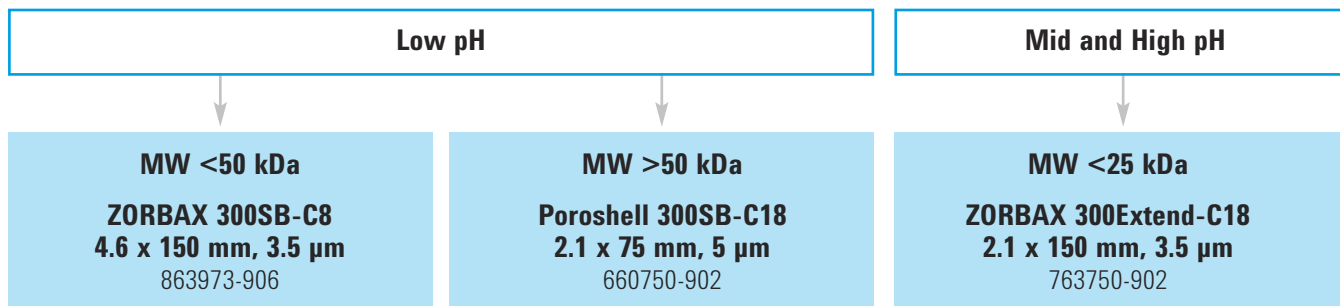 Low pH
Mid and High pH
MW <50 kDa
ZORBAX 300SB-C8
4.6 x 150 mm, 3.5 µm
863973-906
MW >50 kDa
Poroshell 300SB-C18
2.1 x 75 mm, 5 µm
660750-902
MW <25 kDa
ZORBAX 300Extend-C18
2.1 x 150 mm, 3.5 µm
763750-902